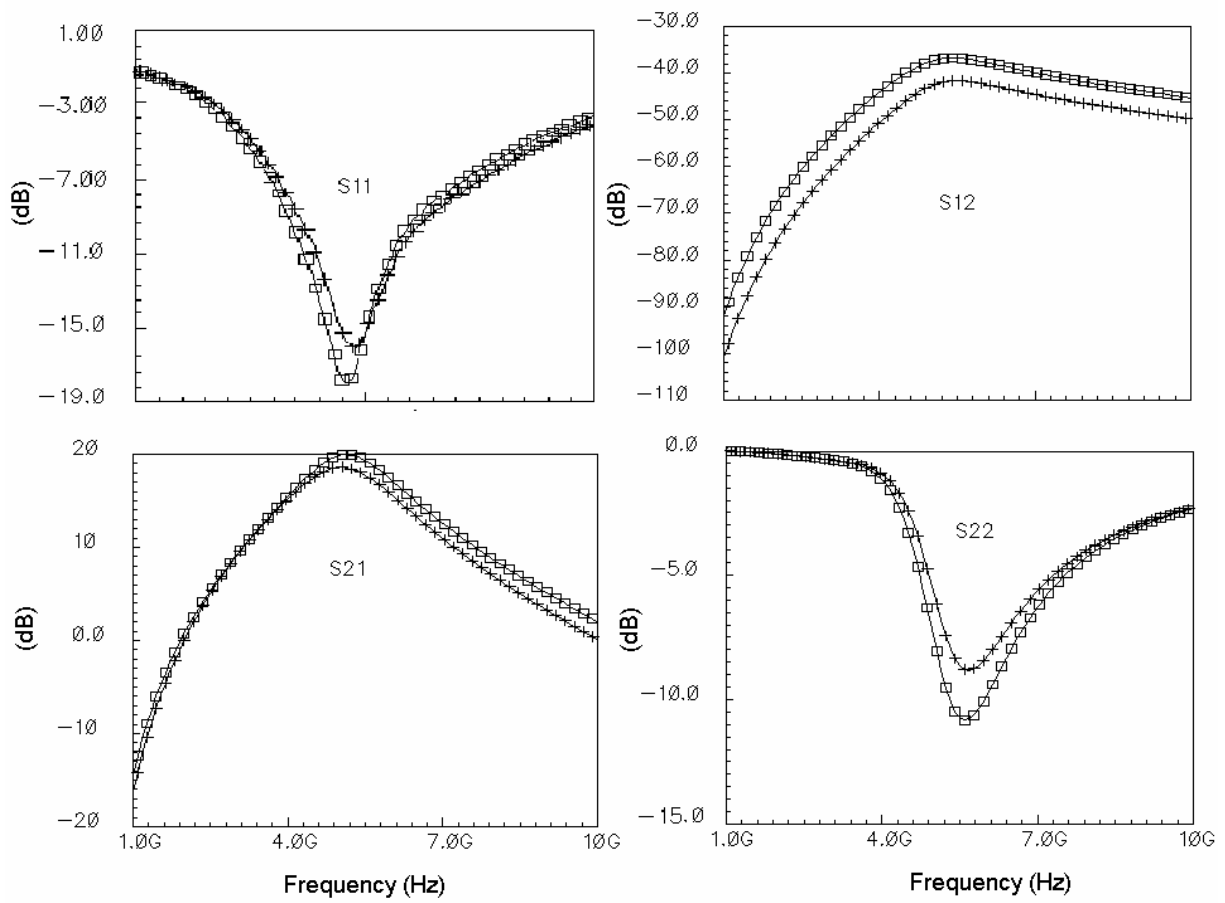 1.00
-3.00
-7.00
-11.0
-15.0
-19.0
(dB)
S11
-30.0
-40.0
-50.0
-60.0
-70.0
-80.0
-90.0
-100
-110
(dB)
S12
20
10
0.0
-10
-20
(dB)
S21
1.0G 4.0G 7.0G 10G
Frequency (Hz)
0.0
-5.0
-10.0
-15.0
(dB)
S22
1.0G 4.0G 7.0G 10G
Frequency (Hz)